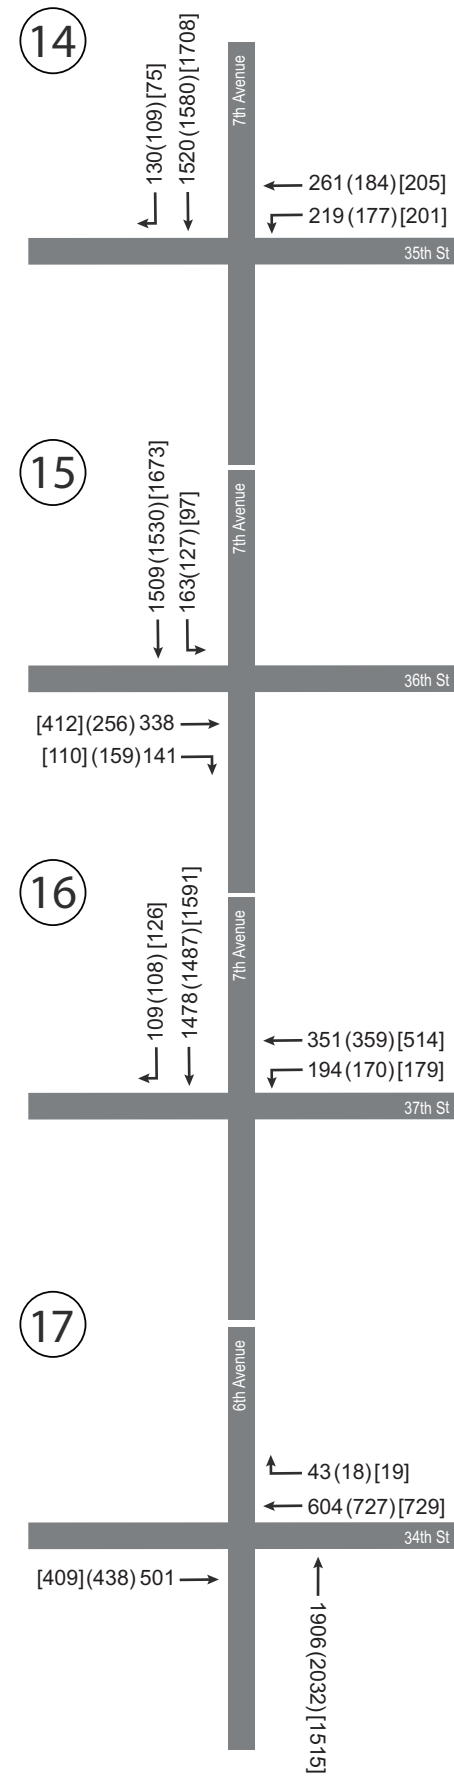 14
130(109)[75]
1520(1580)[1708]
7th Avenue
261(184)[205]
219(177)[201]
35th St
15
1509(1530)[1673]
163(127)[97]
7th Avenue
36th St
[412](256)338
[110](159)141
16
109(108)[126]
1478(1487)[1591]
7th Avenue
351(359)[514]
194(170)[179]
37th St
17
6th Avenue
43(18)[19]
604(727)[729]
34th St
[409](438)501
1906(2032)[1515]